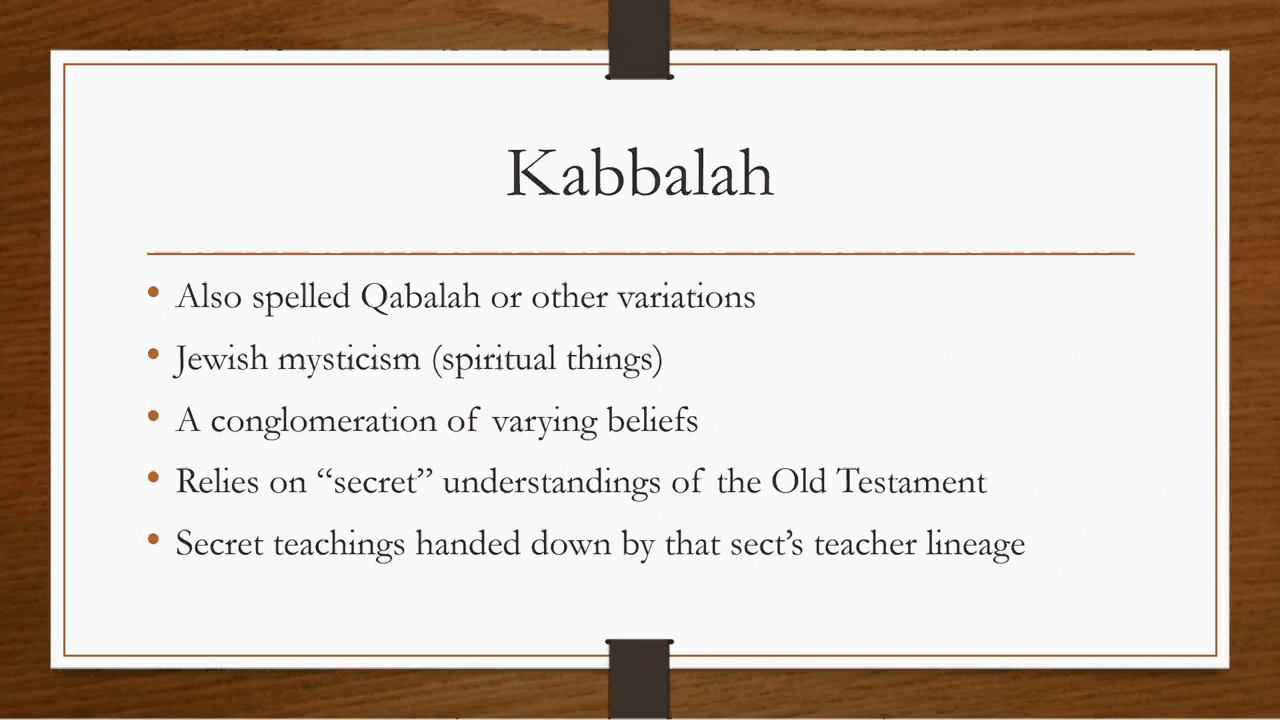 Kabbalah
• Also spelled Qabalah or other variations
• Jewish mysticism (spiritual things)
• A conglomeration of varying beliefs
• Relies on “secret” understandings of the Old Testament
• Secret teachings handed down by that sect’s teacher lineage